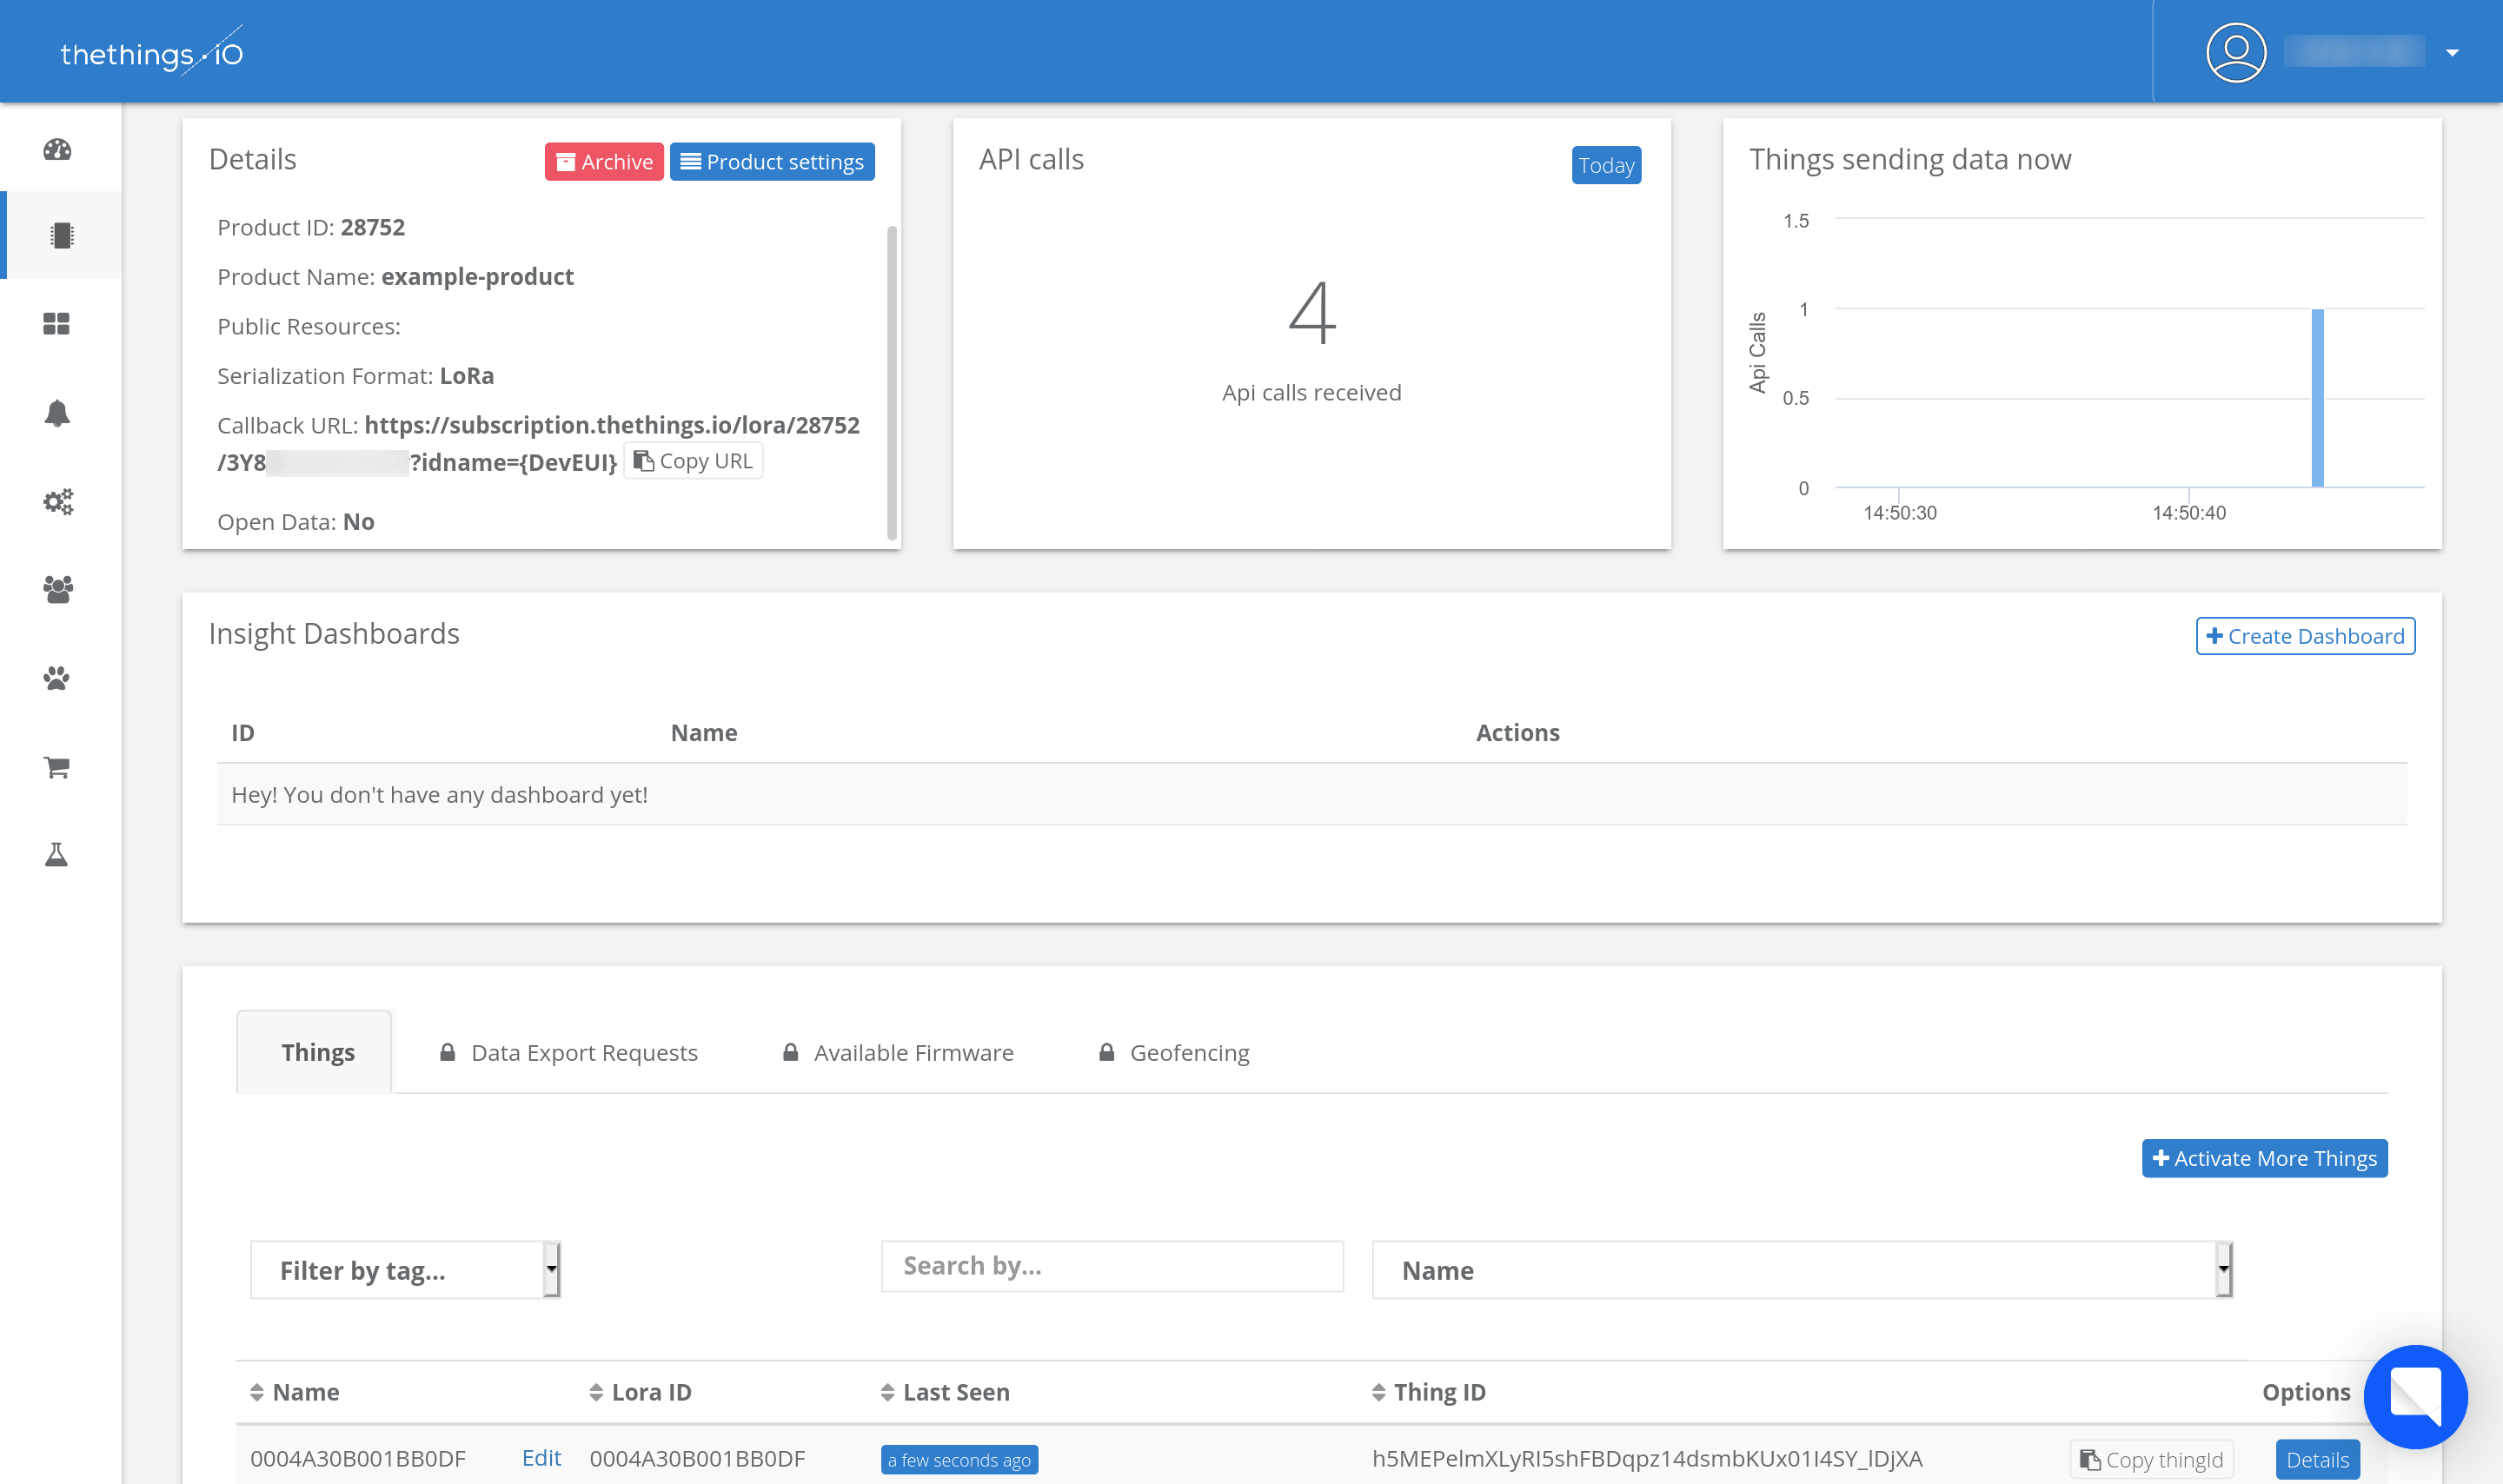 thethings.iO
Details
Archive
Product settings
Product ID: 28752
Product Name: example-product
Public Resources:
Serialization Format: LoRa
Callback URL: https://subscription.thethings.io/lora/28752
/3Y8 ?idname={DevEUI} Copy URL
Open Data: No
API calls
Today
4
Api calls received
Things sending data now
1.5
1
0.5
0
Api Calls
14:50:30
14:50:40
Insight Dashboards
Create Dashboard
ID Name Actions
Hey! You don't have any dashboard yet!
Things Data Export Requests Available Firmware Geofencing
Activate More Things
Filter by tag... Search by... Name
Name Lora ID Last Seen Thing ID Options
0004A30B001BB0DF Edit 0004A30B001BB0DF a few seconds ago h5MEPelmXLyRI5shFBDqpz14dsmbKUx01I4SY_lDjXA Copy thingId Details